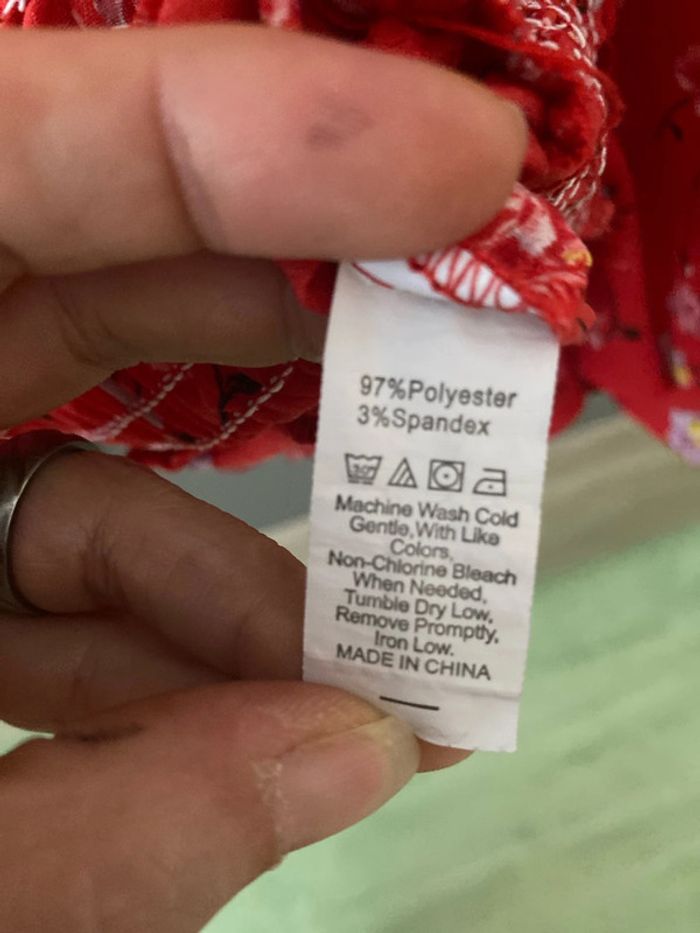 97%Polyester
3%Spandex
30°
Machine Wash Cold
Gentle,With Like
Colors,
Non-Chlorine Bleach
When Needed,
Tumble Dry Low,
Remove Promptly,
Iron Low.
MADE IN CHINA